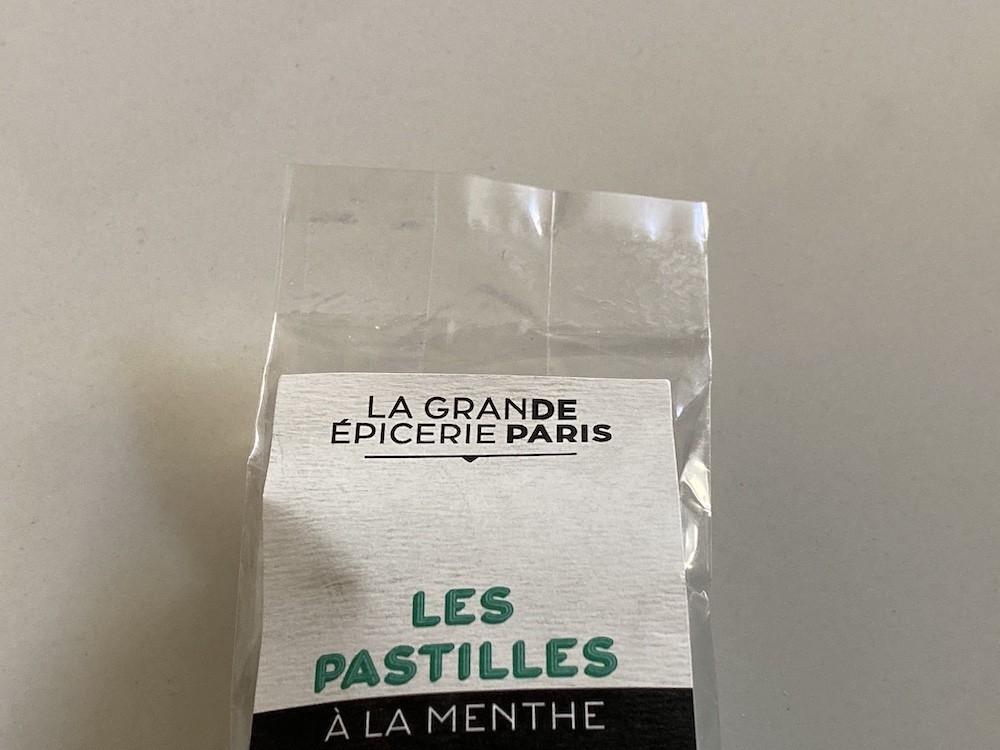 LA GRANDE
ÉPICERIE PARIS
LES
PASTILLES
À LA MENTHE